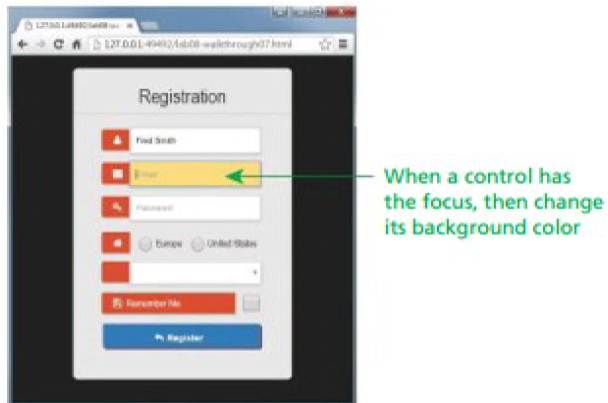 127.0.0.1:49492/lab08-walkthrough07.html
Registration
Fred Smith
Email
Password
Europe United States
Remember Me
Register
When a control has
the focus, then change
its background color